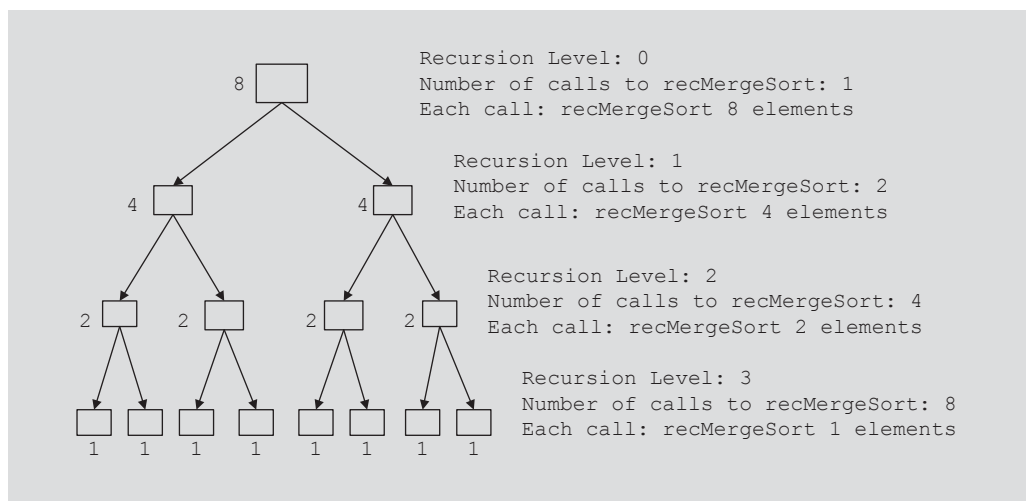 Recursion Level: 0
8
Number of calls to recMergeSort: 1
Each call: recMergeSort 8 elements
Recursion Level: 1
Number of calls to recMergeSort: 2
4 4
Each call: recMergeSort 4 elements
Recursion Level: 2
Number of calls to recMergeSort: 4
2 2 2 2
Each call: recMergeSort 2 elements
Recursion Level: 3
Number of calls to recMergeSort: 8
Each call: recMergeSort 1 elements
1 1 1 1 1 1 1 1